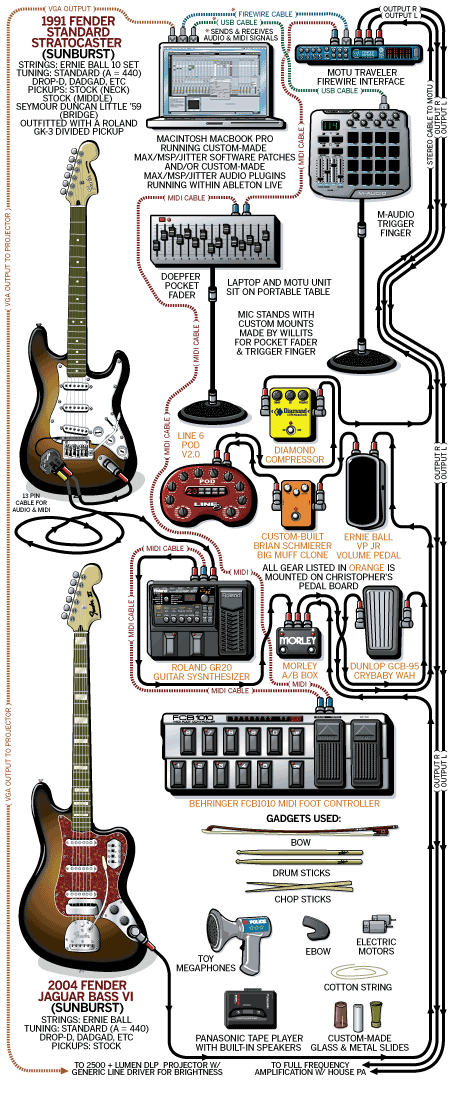 VGA OUTPUT
1991 FENDER
STANDARD
STRATOCASTER
(SUNBURST)
STRINGS: ERNIE BALL 10 SET
TUNING: STANDARD (A = 440)
DROP-D, DADGAD, ETC
PICKUPS: STOCK (NECK)
STOCK (MIDDLE)
SEYMOUR DUNCAN LITTLE '59
(BRIDGE)
OUTFITTED WITH A ROLAND
GK-3 DIVIDED PICKUP
* FIREWIRE CABLE
* USB CABLE
* SENDS & RECEIVES
AUDIO & MIDI SIGNALS
OUTPUT R
OUTPUT L
MOTU TRAVELER
FIREWIRE INTERFACE
USB CABLE
MIDI CABLE
STEREO CABLE TO MOTU
OUTPUT R
OUTPUT L
MACINTOSH MACBOOK PRO
RUNNING CUSTOM-MADE
MAX/MSP/JITTER SOFTWARE PATCHES
AND/OR CUSTOM-MADE
MAX/MSP/JITTER AUDIO PLUGINS
RUNNING WITHIN ABLETON LIVE
M-AUDIO
M-AUDIO
TRIGGER
FINGER
MIDI CABLE
VGA OUTPUT TO PROJECTOR
DOEPFER
POCKET
FADER
LAPTOP AND MOTU UNIT
SIT ON PORTABLE TABLE
MIC STANDS WITH
CUSTOM MOUNTS
MADE BY WILLITS
FOR POCKET FADER
& TRIGGER FINGER
MIDI CABLE
MIDI CABLE
Diamond
DIAMOND
COMPRESSOR
LINE 6
POD
V2.0
POD
LINE 6
OUTPUT R
OUTPUT L
13 PIN
CABLE FOR
AUDIO & MIDI
CUSTOM-BUILT
BRIAN SCHMIERER
BIG MUFF CLONE
ERNIE BALL
VP JR
VOLUME PEDAL
ALL GEAR LISTED IN ORANGE IS
MOUNTED ON CHRISTOPHER'S
PEDAL BOARD
MIDI CABLE
MIDI
MIDI CABLE
Roland
ROLAND GR20
GUITAR SYSNTHESIZER
MORLEY
MORLEY
A/B BOX
DUNLOP GCB-95
CRYBABY WAH
MIDI CABLE
MIDI
VGA OUTPUT TO PROJECTOR
FCB1010
BEHRINGER FCB1010 MIDI FOOT CONTROLLER
OUTPUT R
OUTPUT L
GADGETS USED:
BOW
DRUM STICKS
CHOP STICKS
POLICE
TOY
MEGAPHONES
EBOW
ELECTRIC
MOTORS
COTTON STRING
PANASONIC TAPE PLAYER
WITH BUILT-IN SPEAKERS
CUSTOM-MADE
GLASS & METAL SLIDES
2004 FENDER
JAGUAR BASS VI
(SUNBURST)
STRINGS: ERNIE BALL
TUNING: STANDARD (A = 440)
DROP-D, DADGAD, ETC
PICKUPS: STOCK
TO 2500 + LUMEN DLP PROJECTOR W/
GENERIC LINE DRIVER FOR BRIGHTNESS
TO FULL FREQUENCY
AMPLIFICATION W/ HOUSE PA